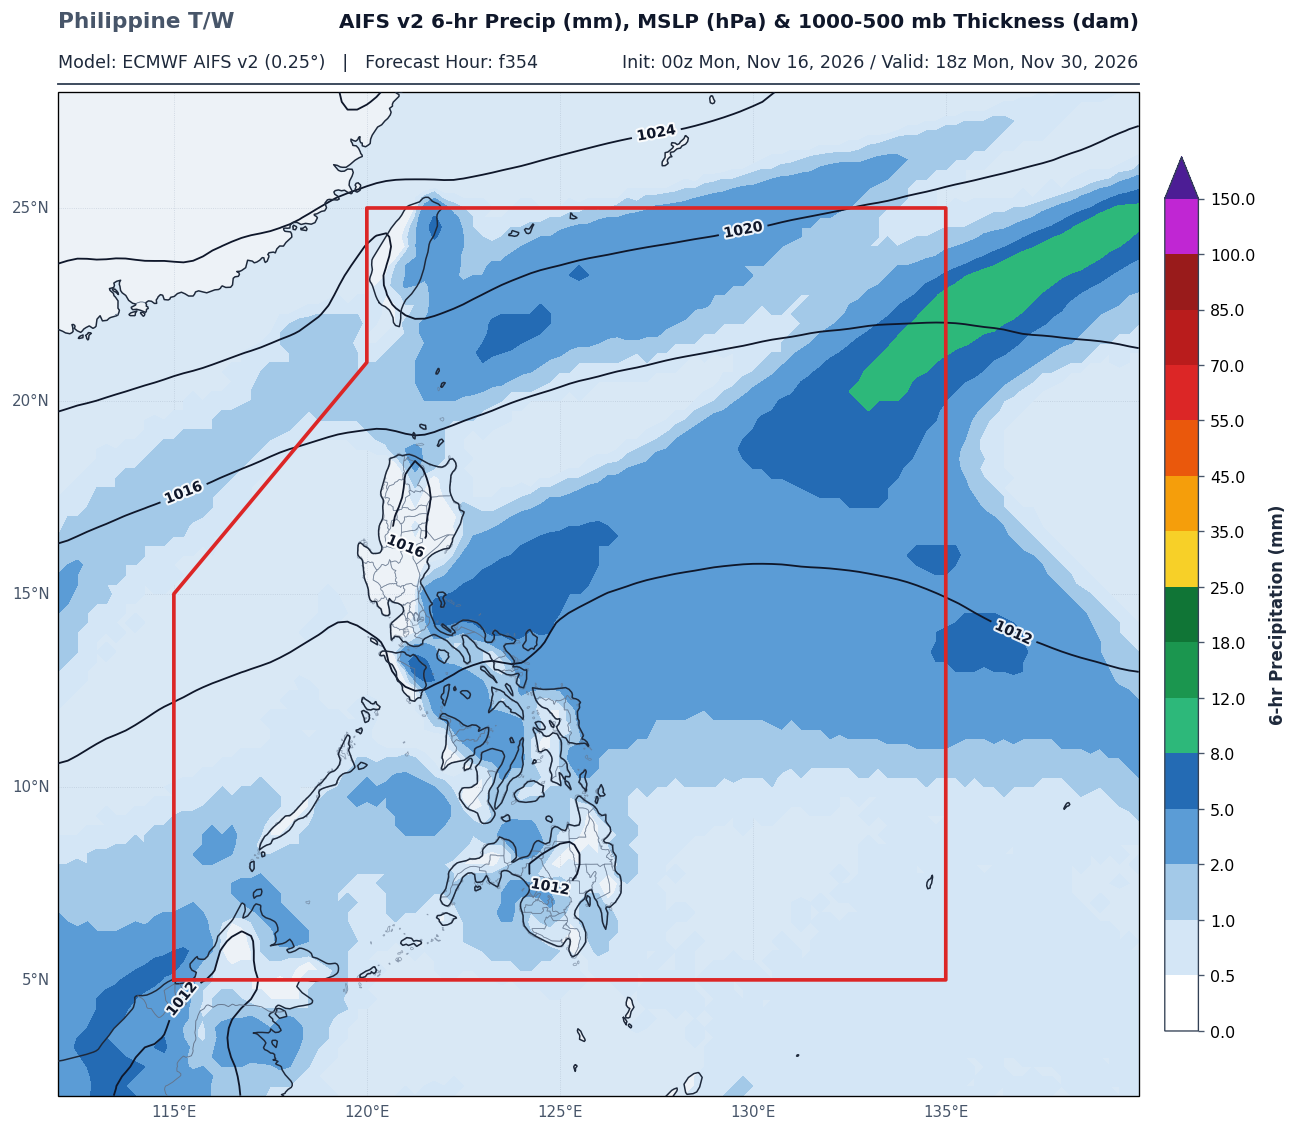 Philippine T/W
AIFS v2 6-hr Precip (mm), MSLP (hPa) & 1000-500 mb Thickness (dam)
Model: ECMWF AIFS v2 (0.25°) | Forecast Hour: f354
Init: 00z Mon, Nov 16, 2026 / Valid: 18z Mon, Nov 30, 2026
1024
1020
1016
1016
1012
1012
1012
25°N
20°N
15°N
10°N
5°N
115°E
120°E
125°E
130°E
135°E
150.0
100.0
85.0
70.0
55.0
45.0
35.0
25.0
18.0
12.0
8.0
5.0
2.0
1.0
0.5
0.0
6-hr Precipitation (mm)